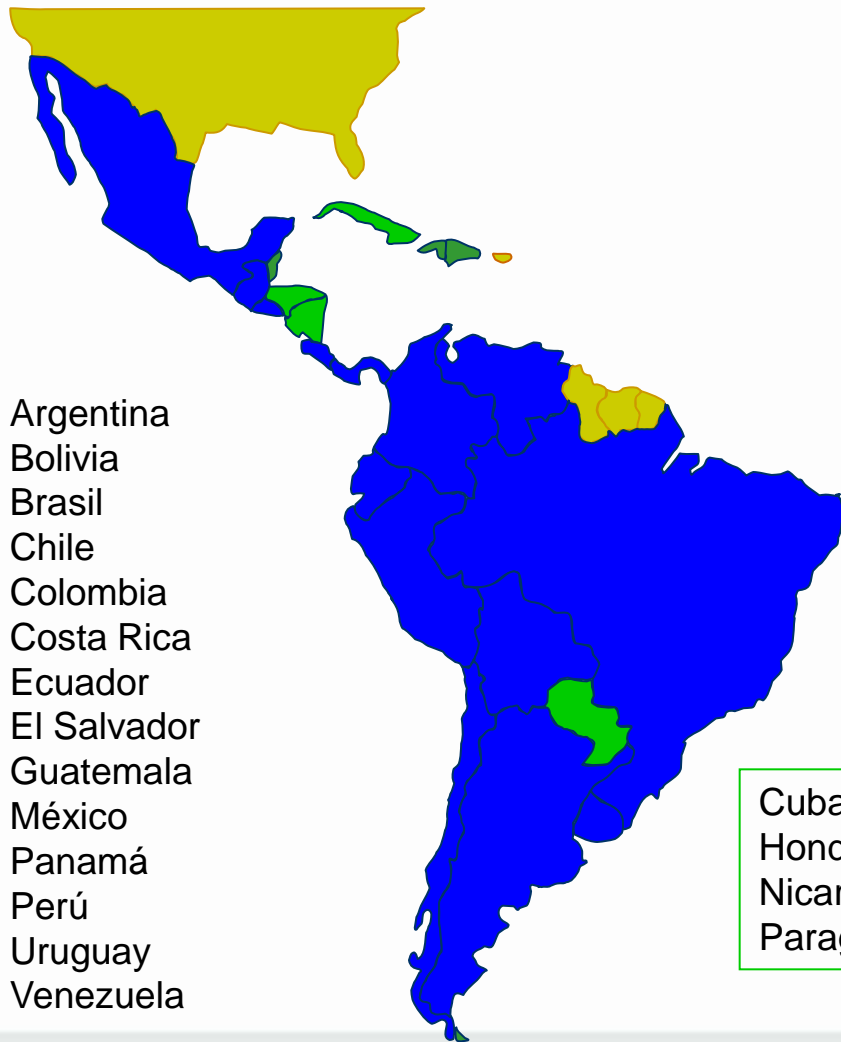 Argentina
Bolivia
Brasil
Chile
Colombia
Costa Rica
Ecuador
El Salvador
Guatemala
México
Panamá
Perú
Uruguay
Venezuela
Cuba